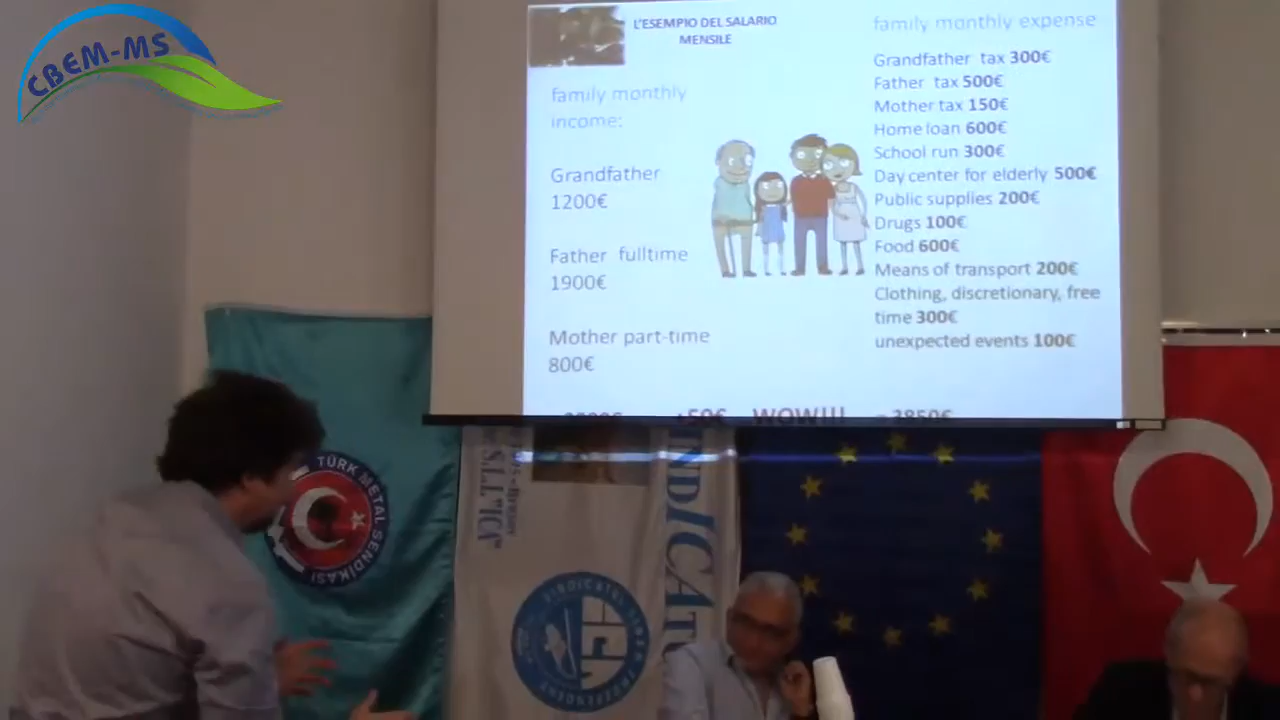 CBEM-MS
L'ESEMPIO DEL SALARIO
MENSILE
family monthly
income:
Grandfather
1200€
Father fulltime
1900€
Mother part-time
800€
family monthly expense
Grandfather tax 300€
Father tax 500€
Mother tax 150€
Home loan 600€
School run 300€
Day center for elderly 500€
Public supplies 200€
Drugs 100€
Food 600€
Means of transport 200€
Clothing, discretionary, free
time 300€
unexpected events 100€
+50€ WOW!!! - 3850€
TÜRK METAL SENDİKASI